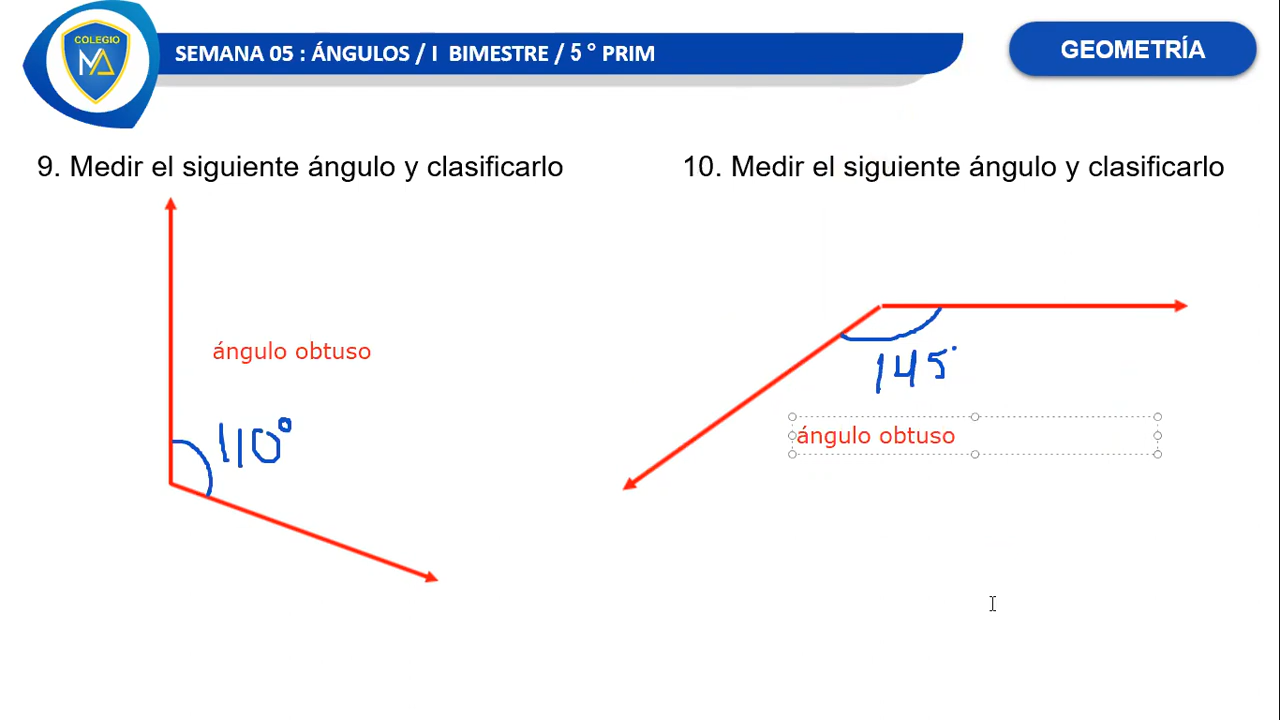 COLEGIO
MA
SEMANA 05 : ÁNGULOS / I BIMESTRE / 5 ° PRIM
GEOMETRÍA
9. Medir el siguiente ángulo y clasificarlo
ángulo obtuso
110°
10. Medir el siguiente ángulo y clasificarlo
145°
ángulo obtuso